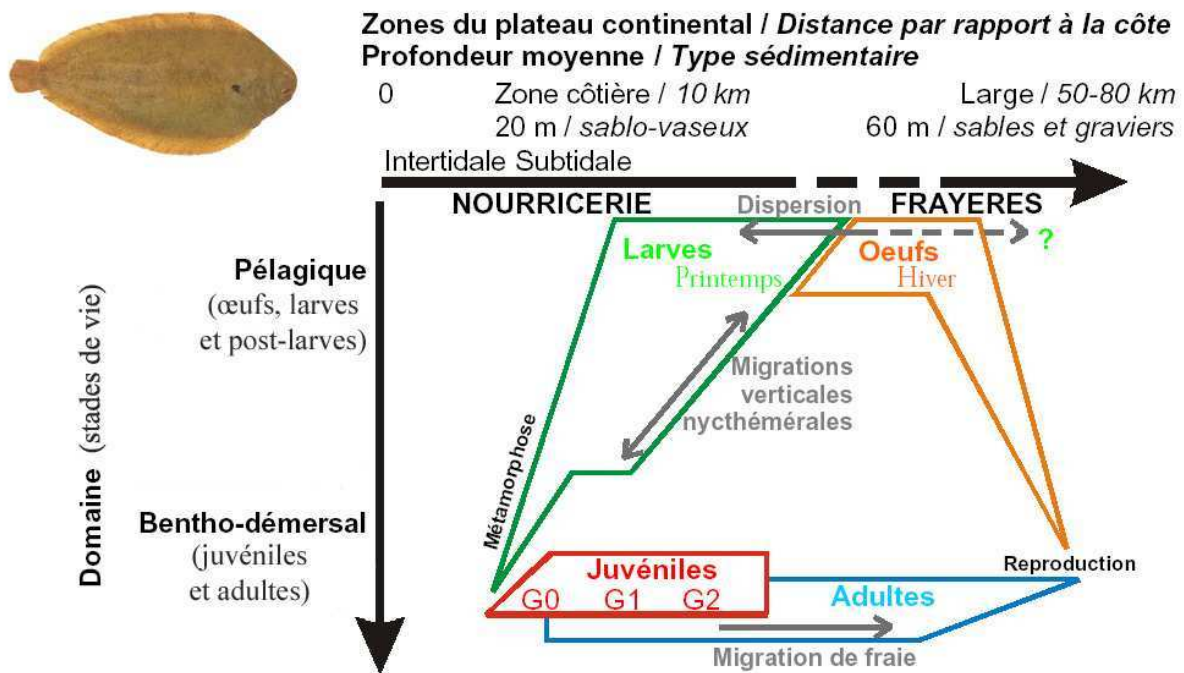 Zones du plateau continental / Distance par rapport à la côte
Profondeur moyenne / Type sédimentaire
0 Zone côtière / 10 km Large / 50-80 km
20 m / sablo-vaseux 60 m / sables et graviers
Intertidale Subtidale
NOURRICERIE Dispersion FRAYERES
Larves
Printemps
Oeufs
Hiver
?
Domaine (stades de vie)
Pélagique
(œufs, larves
et post-larves)
Migrations
verticales
nycthémérales
Métamorphose
Bentho-démersal
(juvéniles
et adultes)
Reproduction
Juvéniles
G0 G1 G2
Adultes
Migration de fraie